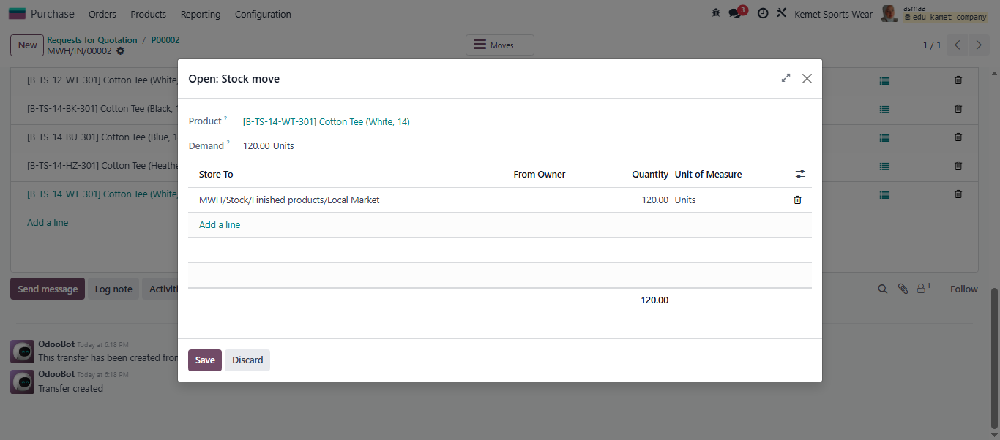 Purchase Orders Products Reporting Configuration 3 Kemet Sports Wear asmaa
edu-kamet-company
New Requests for Quotation / P00002
MWH/IN/00002
Moves
1 / 1
Open: Stock move
[B-TS-12-WT-301] Cotton Tee (White,
[B-TS-14-BK-301] Cotton Tee (Black,
[B-TS-14-BU-301] Cotton Tee (Blue, 1
[B-TS-14-HZ-301] Cotton Tee (Heathe
[B-TS-14-WT-301] Cotton Tee (White,
Add a line
Product ? [B-TS-14-WT-301] Cotton Tee (White, 14)
Demand ? 120.00 Units
Store To From Owner Quantity Unit of Measure
MWH/Stock/Finished products/Local Market 120.00 Units
Add a line
120.00
Save Discard
Send message Log note Activiti 1 Follow
OdooBot Today at 6:18 PM
This transfer has been created from
OdooBot Today at 6:18 PM
Transfer created